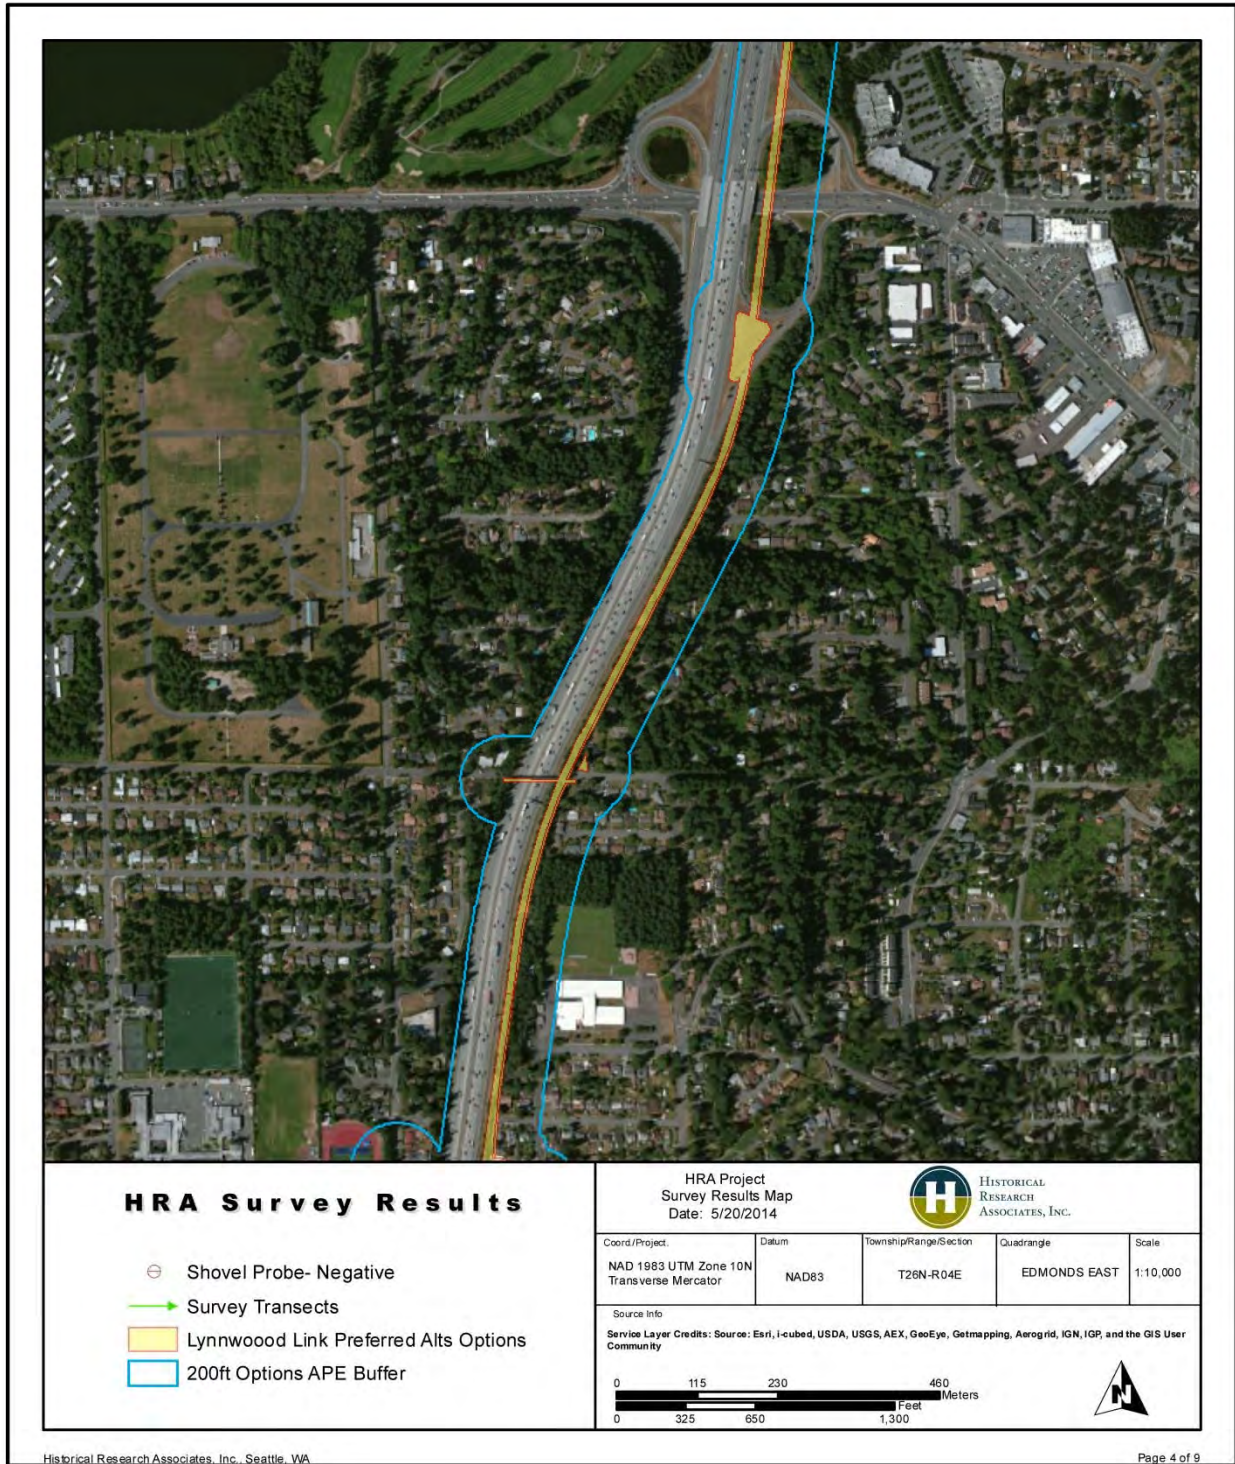 HRA Survey Results
Shovel Probe- Negative
Survey Transects
Lynnwoood Link Preferred Alts Options
200ft Options APE Buffer
HRA Project
Survey Results Map
Date: 5/20/2014
H
HISTORICAL
RESEARCH
ASSOCIATES, INC.
Coord./Project.
NAD 1983 UTM Zone 10N
Transverse Mercator
Datum
NAD83
Township/Range/Section
T26N-R04E
Quadrangle
EDMONDS EAST
Scale
1:10,000
Source Info
Service Layer Credits: Source: Esri, i-cubed, USDA, USGS, AEX, GeoEye, Getmapping, Aerogrid, IGN, IGP, and the GIS User
Community
0 115 230 460
Meters
Feet
0 325 650 1,300
N
Historical Research Associates, Inc., Seattle, WA
Page 4 of 9